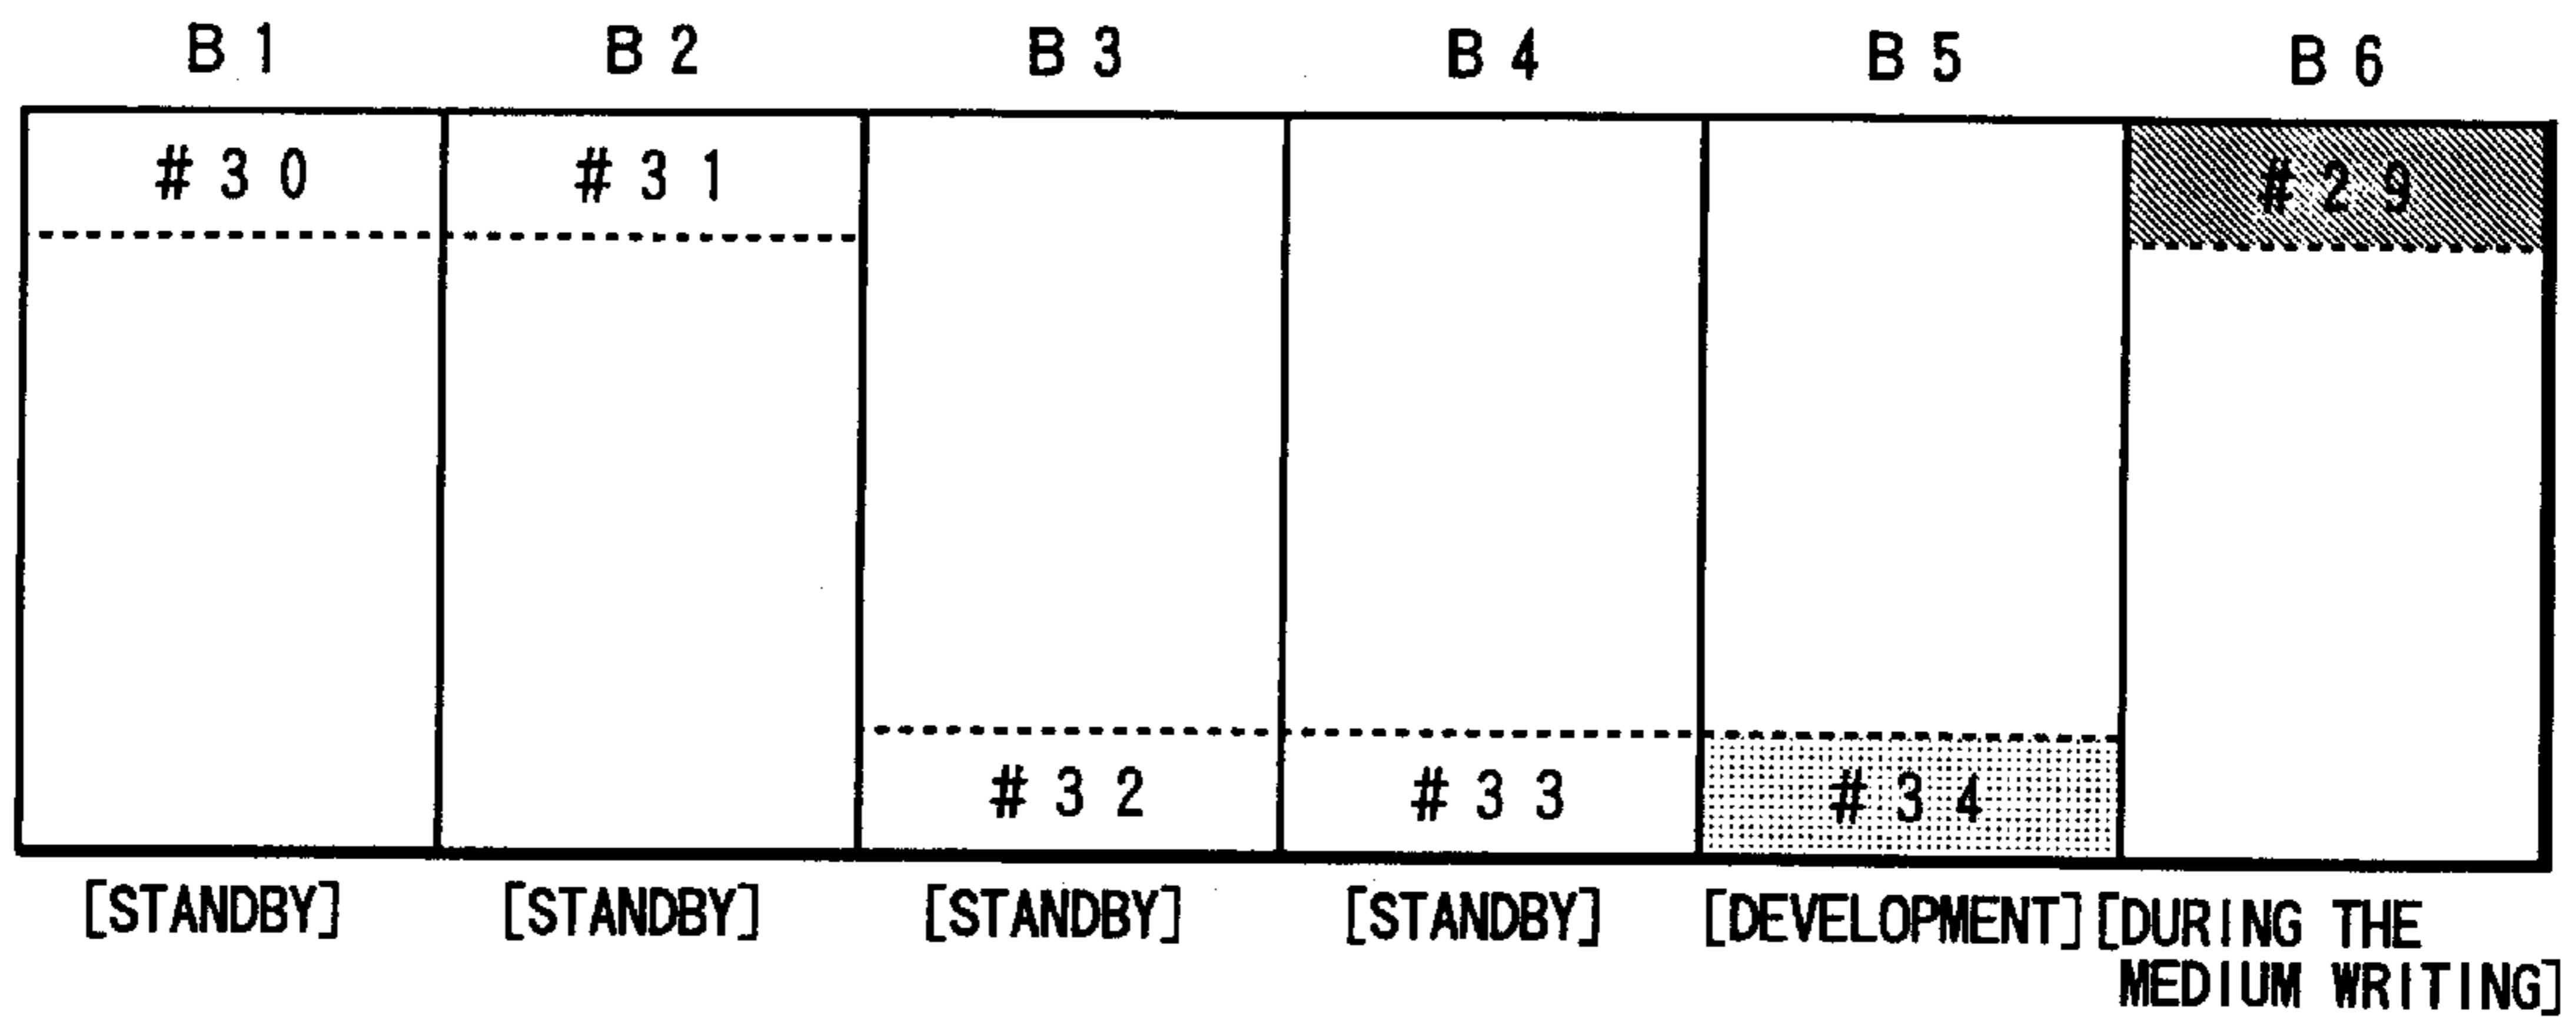 B1 B2 B3 B4 B5 B6
#30 #31 #29
#32 #33 #34
[STANDBY] [STANDBY] [STANDBY] [STANDBY] [DEVELOPMENT] [DURING THE
MEDIUM WRITING]